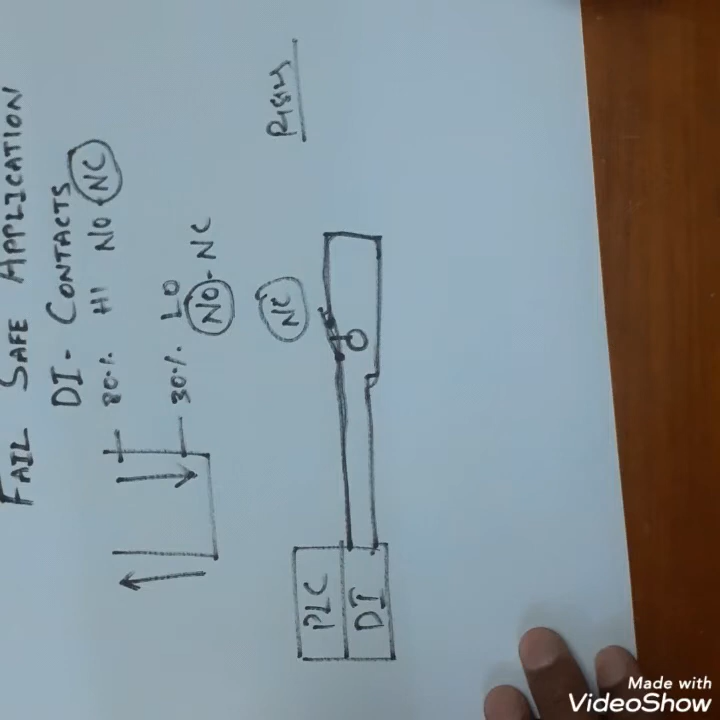 FAIL SAFE APPLICATION
DI - CONTACTS
80% HI NO NC
30% LO
NO - NC
NC
PLC
DI
Made with
VideoShow